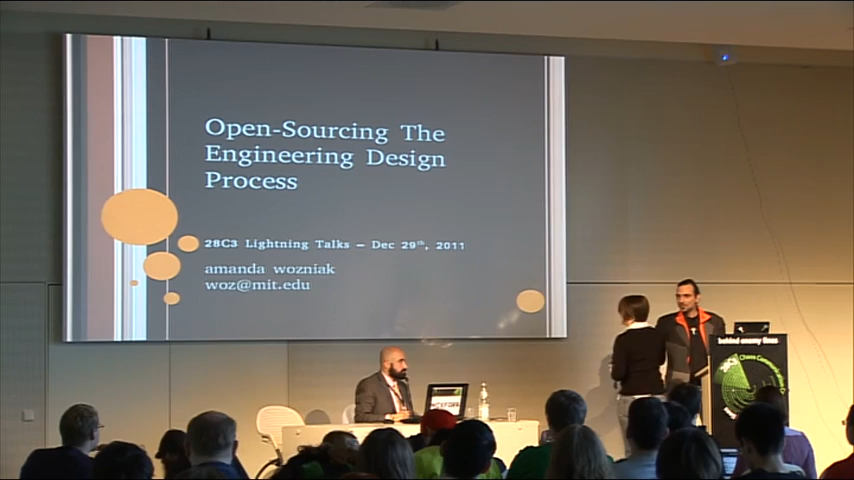 Open-Sourcing The
Engineering Design
Process
28C3 Lightning Talks – Dec 29th, 2011
amanda wozniak
woz@mit.edu
behind enemy lines